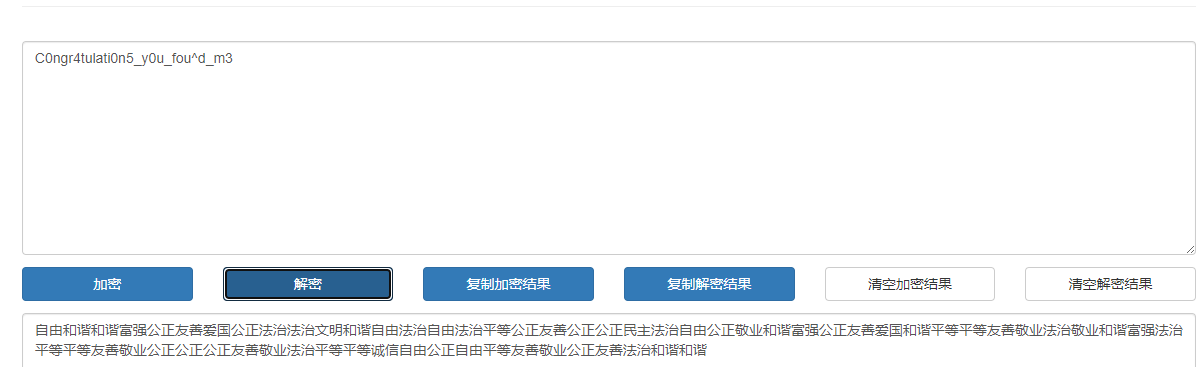 C0ngr4tulati0n5_y0u_fou^d_m3
加密 解密 复制加密结果 复制解密结果 清空加密结果 清空解密结果
自由和谐和谐富强公正友善爱国公正法治法治文明和谐自由法治自由法治平等公正友善公正公正民主法治自由公正敬业和谐富强公正友善爱国和谐平等平等友善敬业法治敬业和谐富强法治
平等平等友善敬业公正公正公正友善敬业法治平等平等诚信自由公正自由平等友善敬业公正友善法治和谐和谐